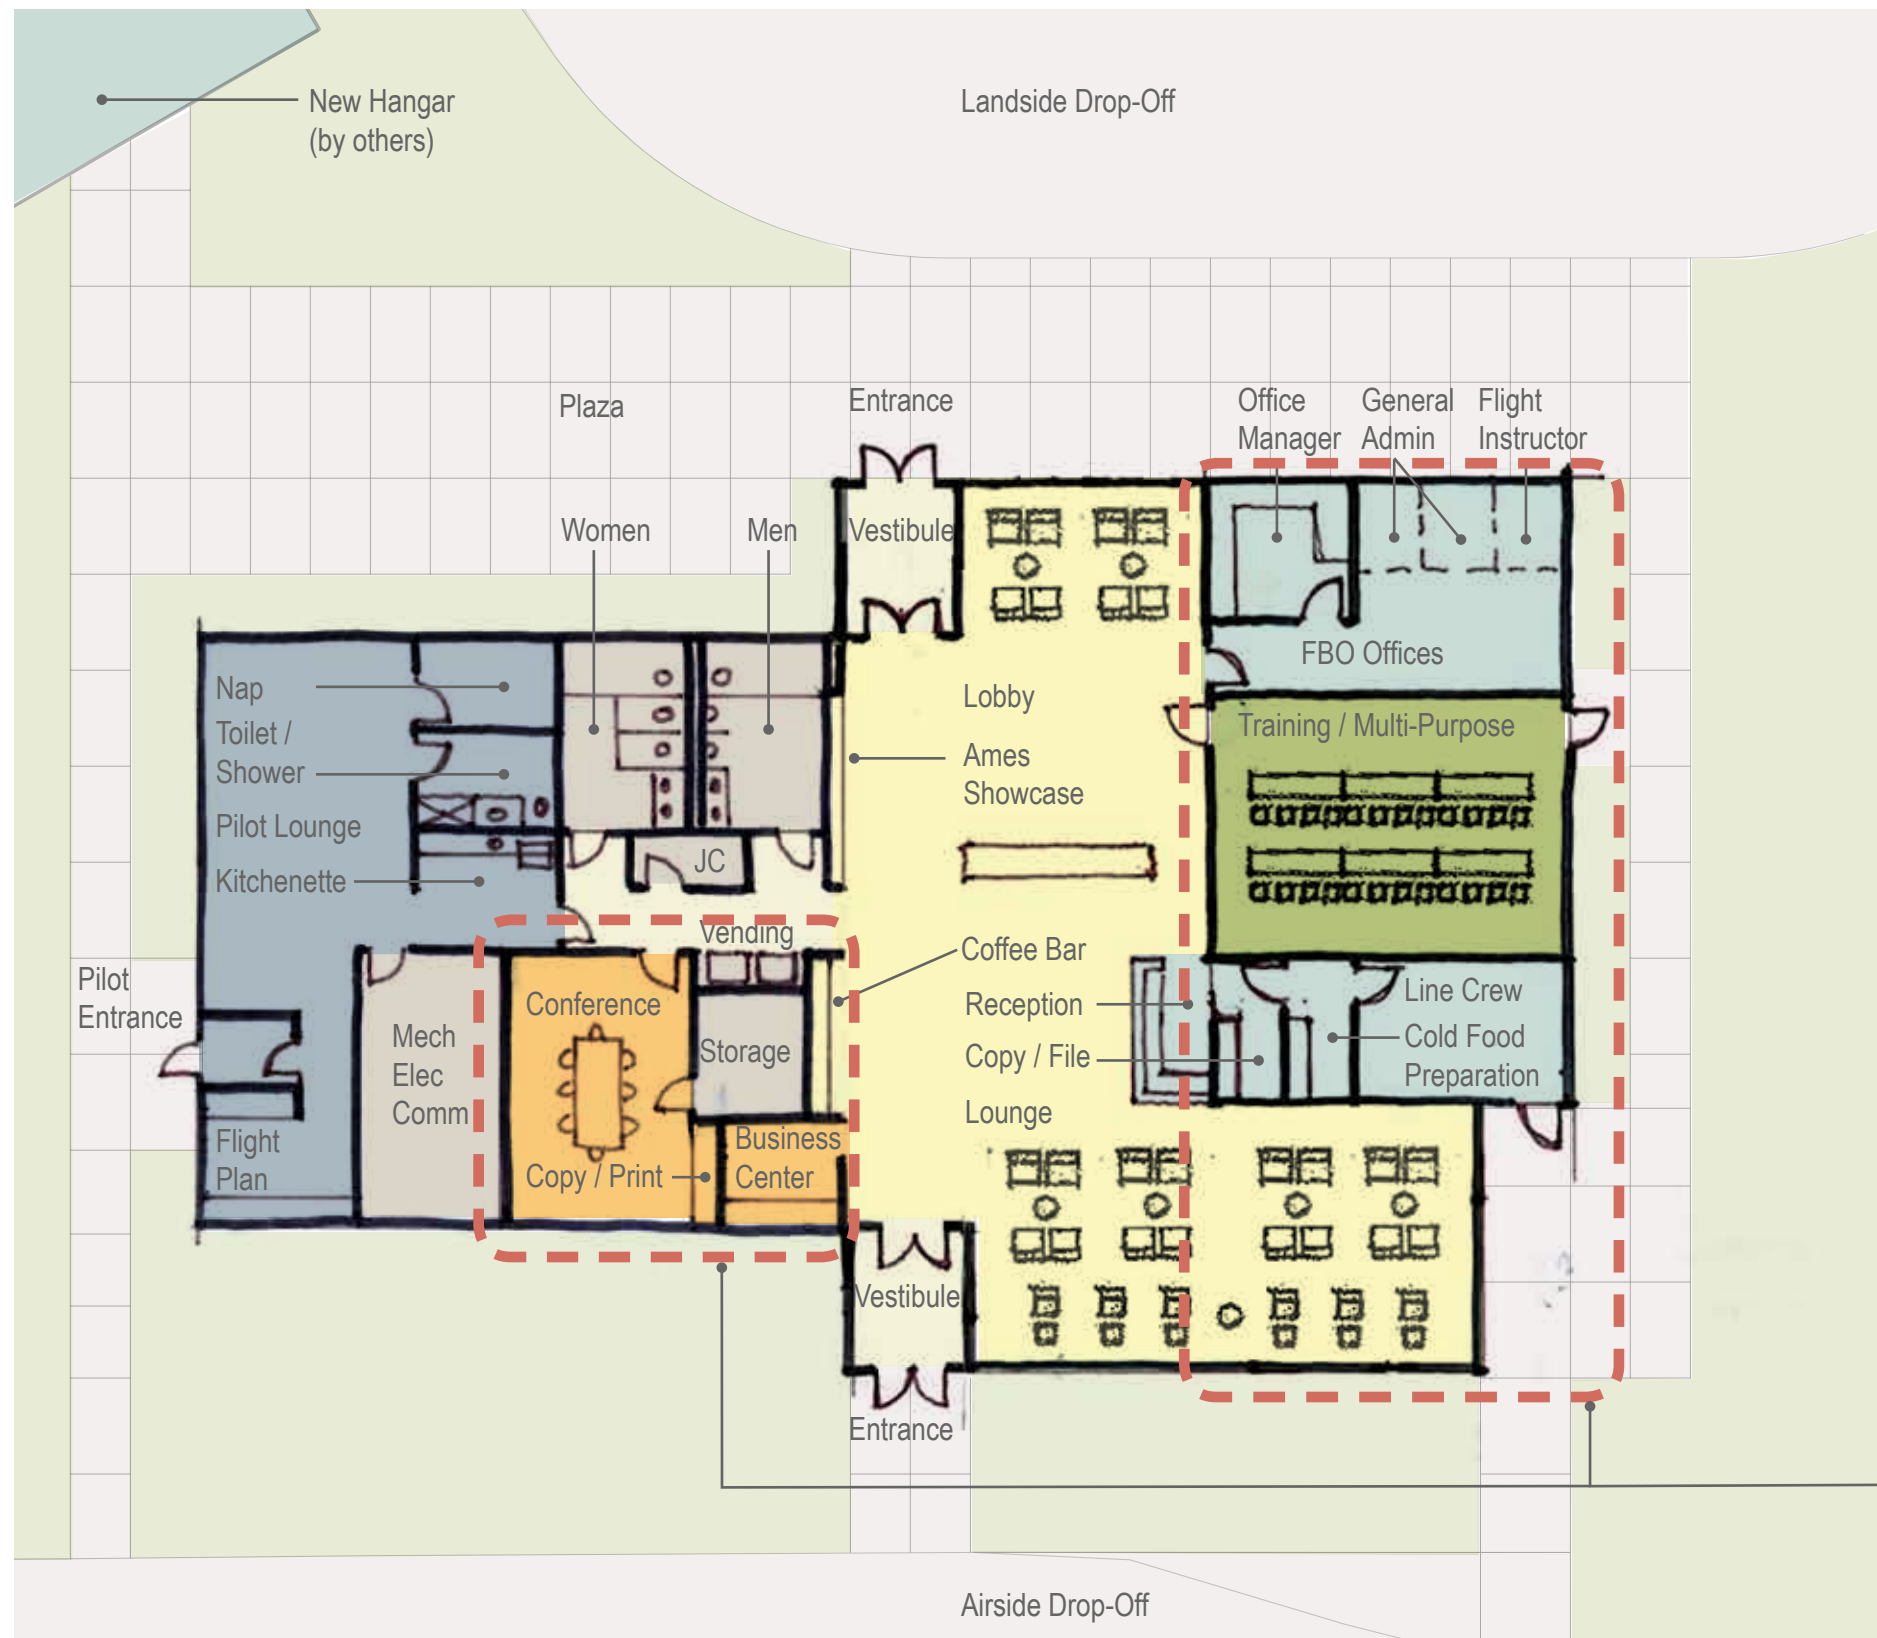 New Hangar
(by others)
Landside Drop-Off
Plaza
Entrance
Office
Manager
General
Admin
Flight
Instructor
Women
Men
Vestibule
FBO Offices
Nap
Toilet /
Shower
Pilot Lounge
Kitchenette
Lobby
Ames
Showcase
Training / Multi-Purpose
JC
Vending
Coffee Bar
Reception
Copy / File
Lounge
Line Crew
Cold Food
Preparation
Pilot
Entrance
Mech
Elec
Comm
Conference
Storage
Flight
Plan
Copy / Print
Business
Center
Vestibule
Entrance
Airside Drop-Off